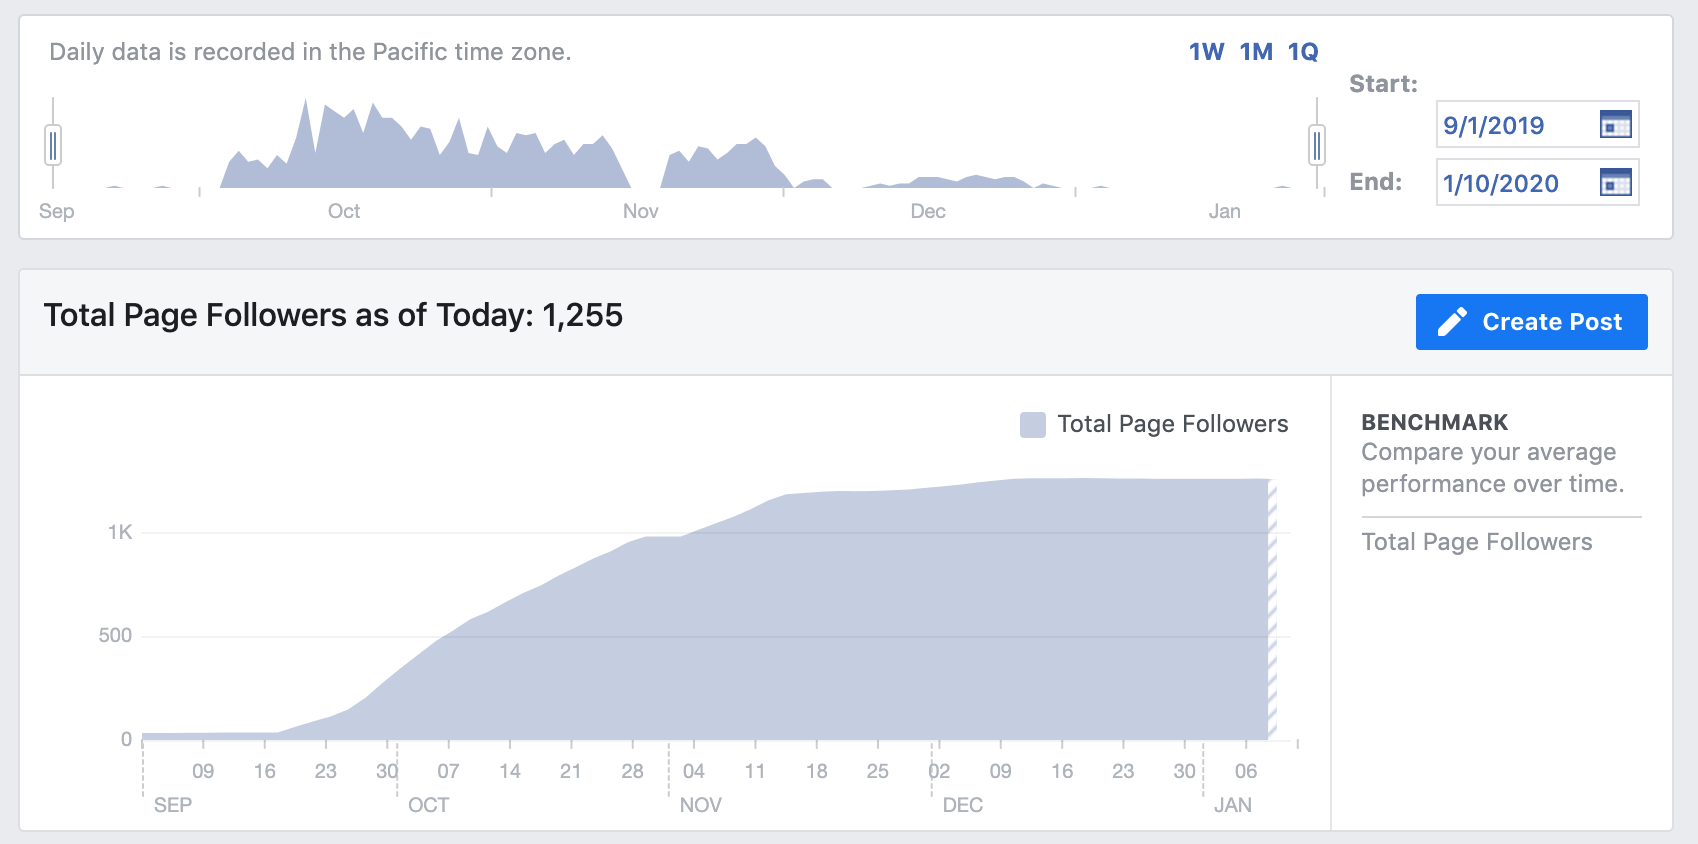 Daily data is recorded in the Pacific time zone.
1W 1M 1Q
Start:
9/1/2019
End:
1/10/2020
Sep Oct Nov Dec Jan
Total Page Followers as of Today: 1,255
Create Post
Total Page Followers
BENCHMARK
Compare your average
performance over time.
Total Page Followers
1K
500
0
09 16 23 30 07 14 21 28 04 11 18 25 02 09 16 23 30 06
SEP OCT NOV DEC JAN